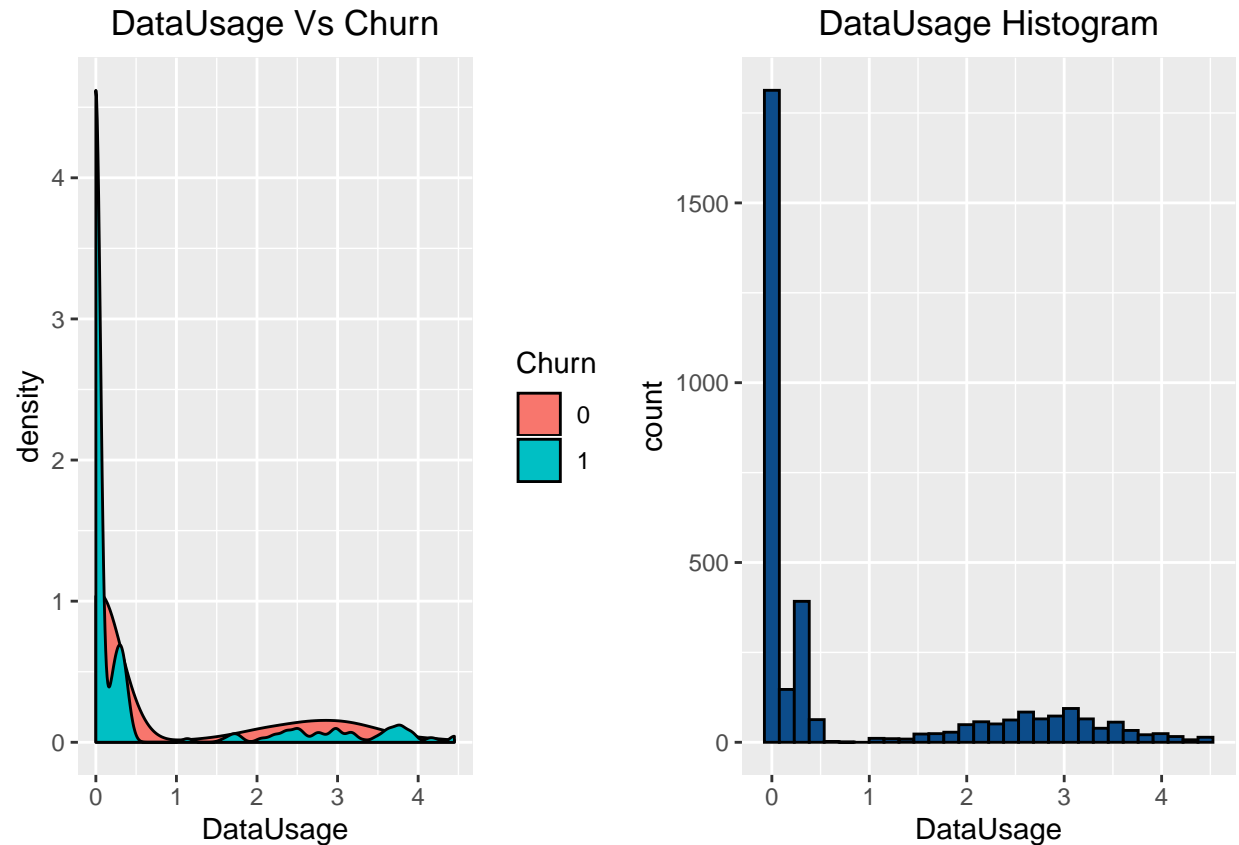 DataUsage Vs Churn
4
3
2
1
0
density
0 1 2 3 4
DataUsage
Churn
0
1
DataUsage Histogram
1500
1000
500
0
count
0 1 2 3 4
DataUsage